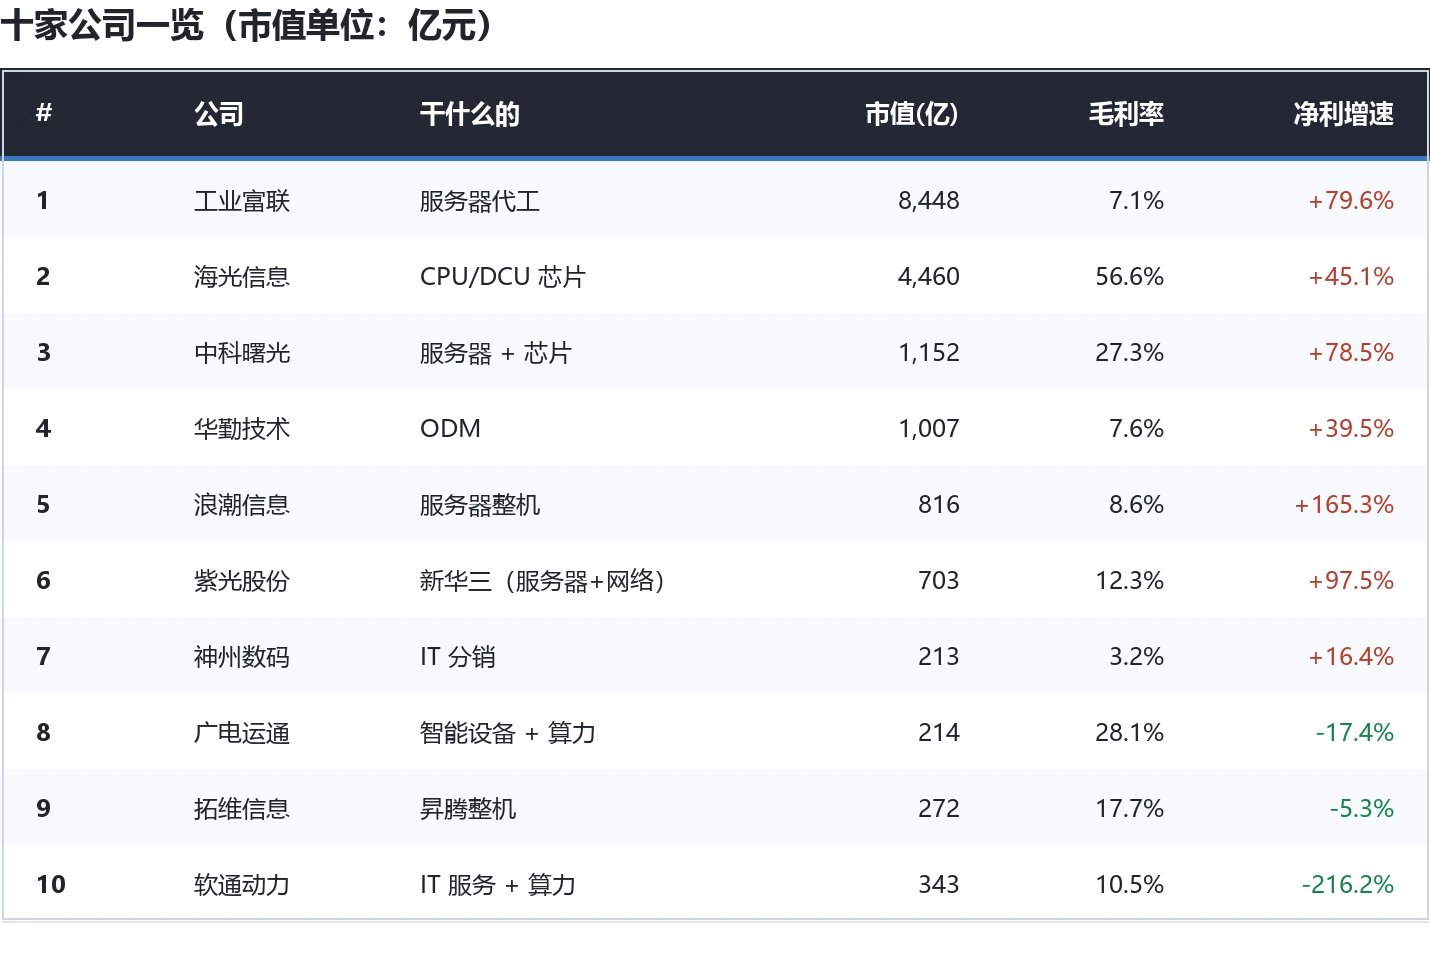 十家公司一览（市值单位：亿元）
# 公司 干什么的 市值(亿) 毛利率 净利增速
1 工业富联 服务器代工 8,448 7.1% +79.6%
2 海光信息 CPU/DCU 芯片 4,460 56.6% +45.1%
3 中科曙光 服务器 + 芯片 1,152 27.3% +78.5%
4 华勤技术 ODM 1,007 7.6% +39.5%
5 浪潮信息 服务器整机 816 8.6% +165.3%
6 紫光股份 新华三（服务器+网络） 703 12.3% +97.5%
7 神州数码 IT 分销 213 3.2% +16.4%
8 广电运通 智能设备 + 算力 214 28.1% -17.4%
9 拓维信息 昇腾整机 272 17.7% -5.3%
10 软通动力 IT 服务 + 算力 343 10.5% -216.2%